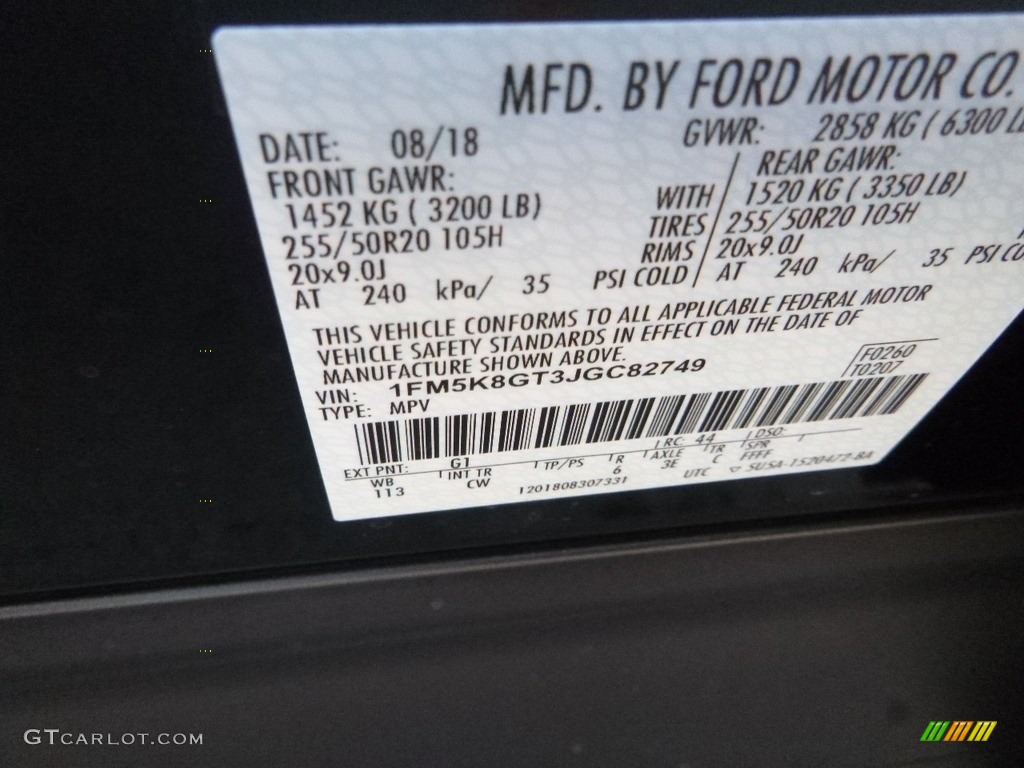 MFD. BY FORD MOTOR CO.
DATE: 08/18 GVWR: 2858 KG ( 6300 LB
FRONT GAWR: REAR GAWR:
1452 KG ( 3200 LB) WITH 1520 KG ( 3350 LB)
255/50R20 105H TIRES 255/50R20 105H
20x9.0J RIMS 20x9.0J
AT 240 kPa/ 35 PSI COLD AT 240 kPa/ 35 PSI CO
THIS VEHICLE CONFORMS TO ALL APPLICABLE FEDERAL MOTOR
VEHICLE SAFETY STANDARDS IN EFFECT ON THE DATE OF
MANUFACTURE SHOWN ABOVE.
VIN: 1FM5K8GT3JGC82749 F0260
TYPE: MPV T0207
EXT PNT: G1 RC: 44 DSO:
WB INT TR TP/PS R AXLE TR SPR
113 CW 6 3E C FFFF
1201808307331 UTC ▽ SUSA-1520472-BA
GTCARLOT.COM